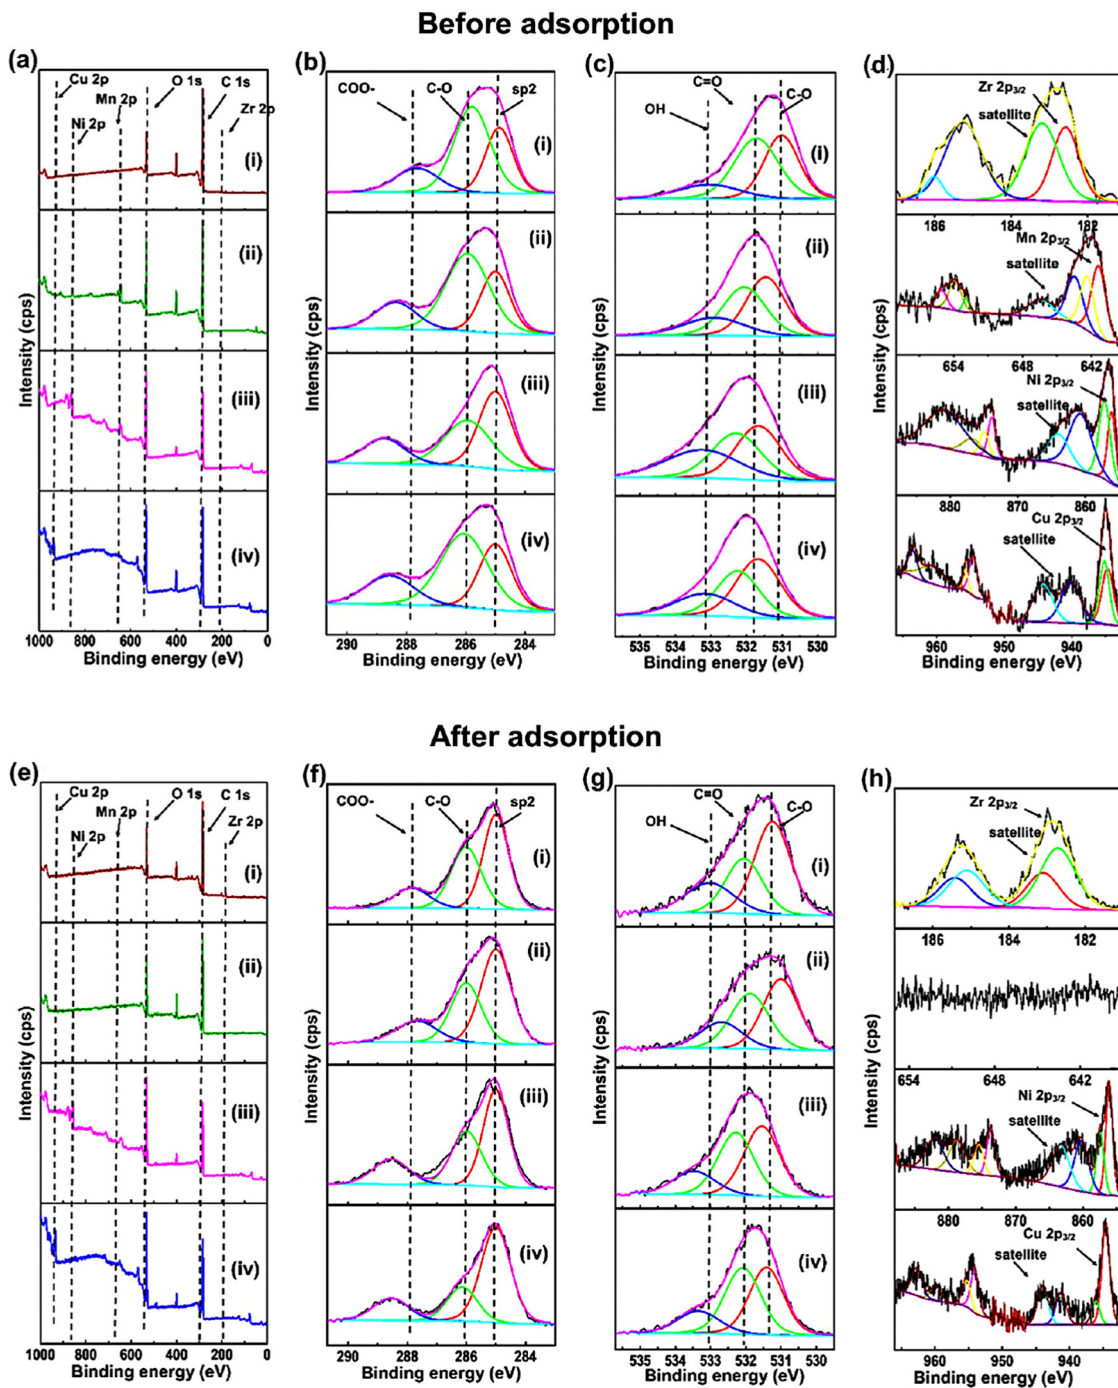 Before adsorption
(a)
Cu 2p
O 1s
C 1s
Mn 2p
Zr 2p
Ni 2p
(i)
(ii)
(iii)
(iv)
Intensity (cps)
1000 800 600 400 200 0
Binding energy (eV)
(b)
COO-
C-O
sp2
(i)
(ii)
(iii)
(iv)
Intensity (cps)
290 288 286 284
Binding energy (eV)
(c)
C=O
C-O
OH
(i)
(ii)
(iii)
(iv)
Intensity (cps)
535 534 533 532 531 530
Binding energy (eV)
(d)
Zr 2p3/2
satellite
186 184 182
Mn 2p3/2
satellite
654 648 642
Ni 2p3/2
satellite
880 870 860
Cu 2p3/2
satellite
Intensity (cps)
960 950 940
Binding energy (eV)
After adsorption
(e)
Cu 2p
O 1s
C 1s
Mn 2p
Zr 2p
Ni 2p
(i)
(ii)
(iii)
(iv)
Intensity (cps)
1000 800 600 400 200 0
Binding energy (eV)
(f)
COO-
C-O
sp2
(i)
(ii)
(iii)
(iv)
Intensity (cps)
290 288 286 284
Binding energy (eV)
(g)
C=O
C-O
OH
(i)
(ii)
(iii)
(iv)
Intensity (cps)
535 534 533 532 531 530
Binding energy (eV)
(h)
Zr 2p3/2
satellite
186 184 182
654 648 642
Ni 2p3/2
satellite
880 870 860
Cu 2p3/2
satellite
Intensity (cps)
960 950 940
Binding energy (eV)